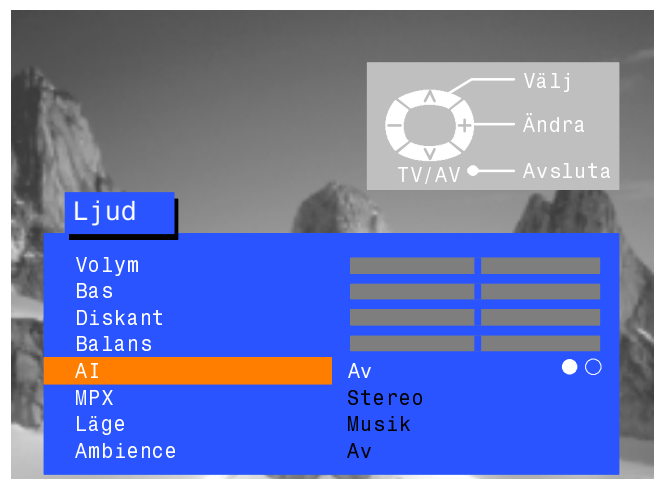 Välj
Ändra
TV/AV Avsluta
Ljud
Volym
Bas
Diskant
Balans
AI Av
MPX Stereo
Läge Musik
Ambience Av